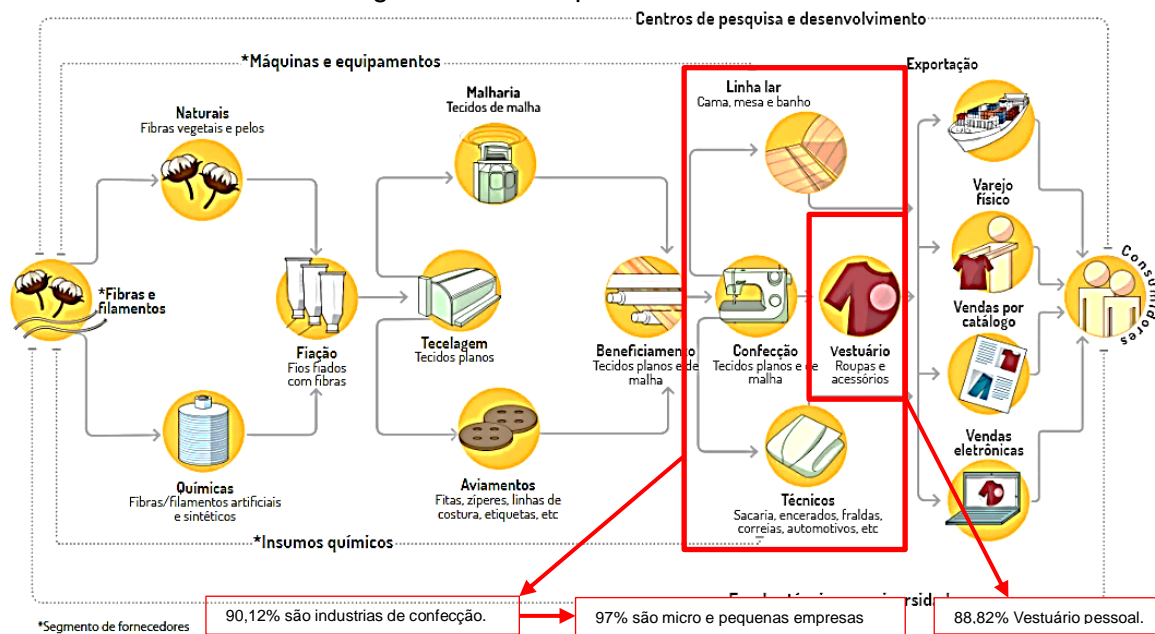 Centros de pesquisa e desenvolvimento
*Máquinas e equipamentos
Exportação
Naturais
Fibras vegetais e pelos
Malharia
Tecidos de malha
Linha lar
Cama, mesa e banho
Varejo
físico
*Fibras e
filamentos
Fiação
Fios fiados
com fibras
Tecelagem
Tecidos planos
Beneficiamento
Tecidos planos e de
malha
Confecção
Tecidos planos e de
malha
Vestuário
Roupas e
acessórios
Vendas por
catálogo
Consumidores
Químicas
Fibras/filamentos artificiais
e sintéticos
Aviamentos
Fitas, zíperes, linhas de
costura, etiquetas, etc
Técnicos
Sacaria, encerados, fraldas,
correias, automotivos, etc
Vendas
eletrônicas
*Insumos químicos
90,12% são industrias de confecção.
97% são micro e pequenas empresas
88.82% Vestuário pessoal.
*Segmento de fornecedores